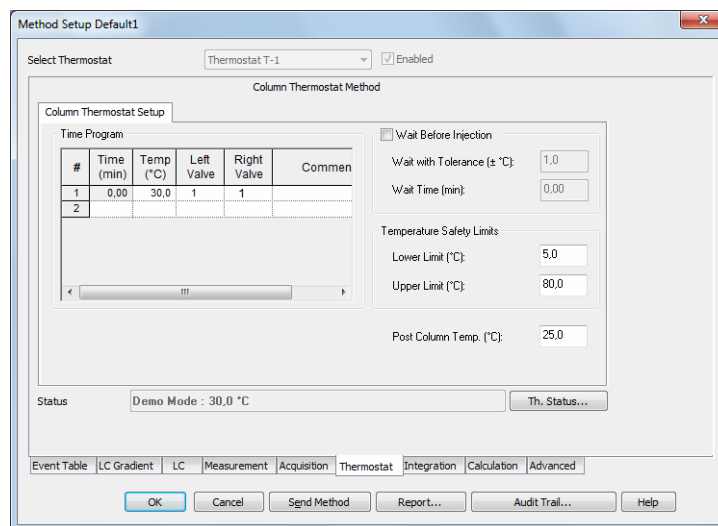 Method Setup Default1
x
Select Thermostat
Thermostat T-1
Enabled
Column Thermostat Method
Column Thermostat Setup
Time Program
# Time (min) Temp (°C) Left Valve Right Valve Commen
1 0,00 30,0 1 1
2
Wait Before Injection
Wait with Tolerance (± °C): 1,0
Wait Time (min): 0,00
Temperature Safety Limits
Lower Limit (°C): 5,0
Upper Limit (°C): 80,0
Post Column Temp. (°C): 25,0
Status
Demo Mode : 30,0 °C
Th. Status...
Event Table LC Gradient LC Measurement Acquisition Thermostat Integration Calculation Advanced
OK Cancel Send Method Report... Audit Trail... Help